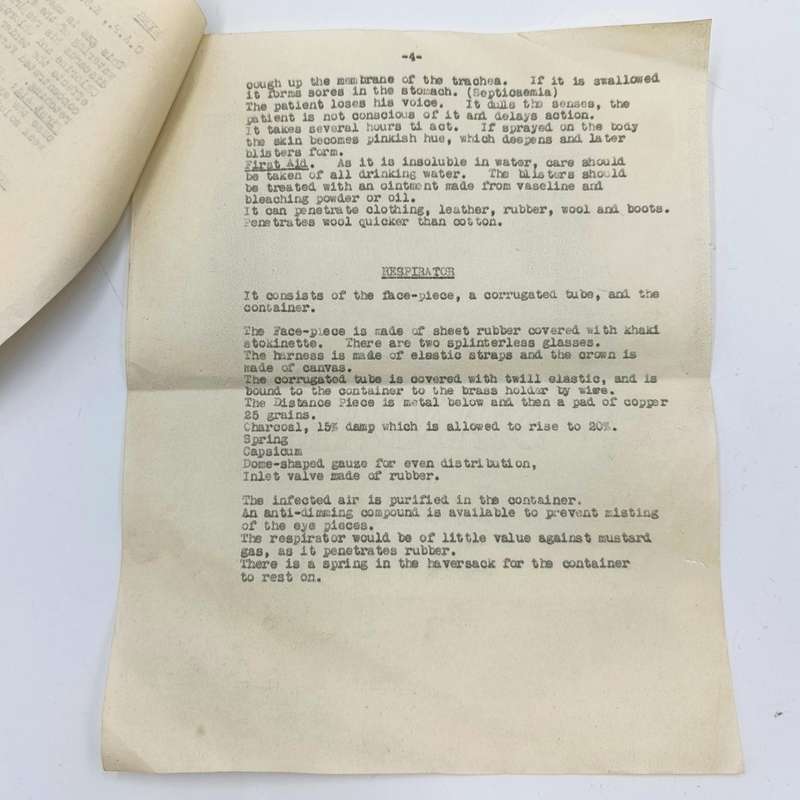 -4-
cough up the membrane of the trachea. If it is swallowed
it forms sores in the stomach. (Septicaemia)
The patient loses his voice. It dulls the senses, the
patient is not conscious of it and delays action.
It takes several hours ti act. If sprayed on the body
the skin becomes pinkish hue, which deepens and later
blisters form.
First Aid. As it is insoluble in water, care should
be taken of all drinking water. The blisters should
be treated with an ointment made from vaseline and
bleaching powder or oil.
It can penetrate clothing, leather, rubber, wool and boots.
Penetrates wool quicker than cotton.
RESPIRATOR
It consists of the face-piece, a corrugated tube, and the
container.
The Face-piece is made of sheet rubber covered with khaki
stokinette. There are two splinterless glasses.
The harness is made of elastic straps and the crown is
made of canvas.
The corrugated tube is covered with twill elastic, and is
bound to the container to the brass holder by wire.
The Distance Piece is metal below and then a pad of copper
25 grains.
Charcoal, 15% damp which is allowed to rise to 20%.
Spring
Capsicum
Dome-shaped gauze for even distribution,
Inlet valve made of rubber.
The infected air is purified in the container.
An anti-dimming compound is available to prevent misting
of the eye pieces.
The respirator would be of little value against mustard
gas, as it penetrates rubber.
There is a spring in the haversack for the container
to rest on.